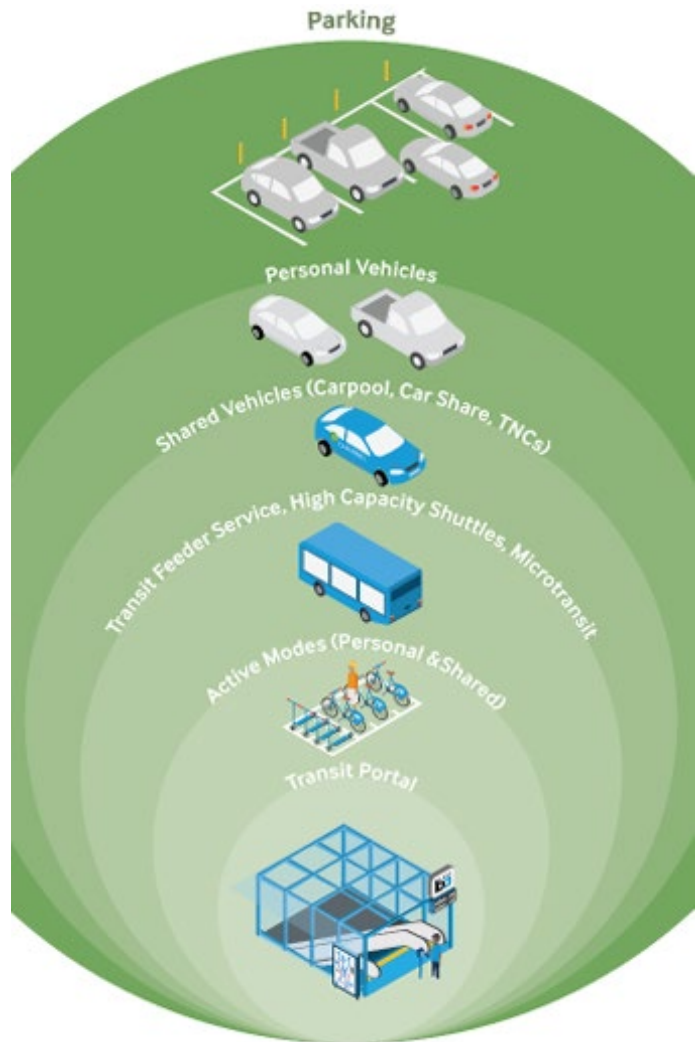 Parking
Personal Vehicles
Shared Vehicles (Carpool, Car Share, TNCs)
Transit Feeder Service, High Capacity Shuttles, Microtransit
Active Modes (Personal &Shared)
Transit Portal